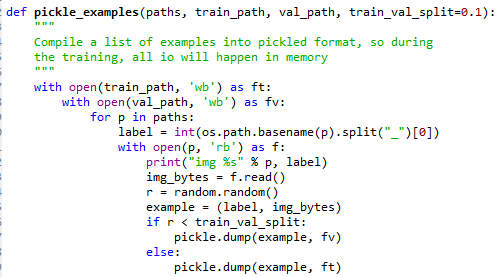 def pickle_examples(paths, train_path, val_path, train_val_split=0.1):
    """
    Compile a list of examples into pickled format, so during
    the training, all io will happen in memory
    """
    with open(train_path, 'wb') as ft:
        with open(val_path, 'wb') as fv:
            for p in paths:
                label = int(os.path.basename(p).split("_")[0])
                with open(p, 'rb') as f:
                    print("img %s" % p, label)
                    img_bytes = f.read()
                    r = random.random()
                    example = (label, img_bytes)
                    if r < train_val_split:
                        pickle.dump(example, fv)
                    else:
                        pickle.dump(example, ft)